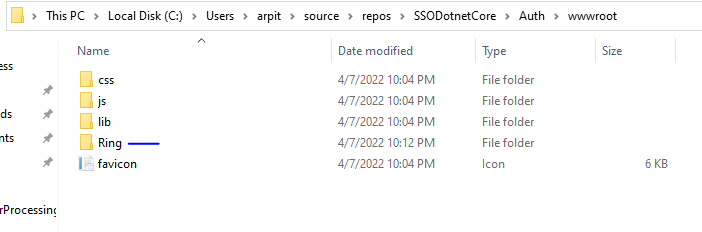 This PC > Local Disk (C:) > Users > arpit > source > repos > SSODotnetCore > Auth > wwwroot
Name Date modified Type Size
css 4/7/2022 10:04 PM File folder
js 4/7/2022 10:04 PM File folder
lib 4/7/2022 10:04 PM File folder
Ring 4/7/2022 10:12 PM File folder
favicon 4/7/2022 10:04 PM Icon 6 KB
ess
ds
nts
rProcessing